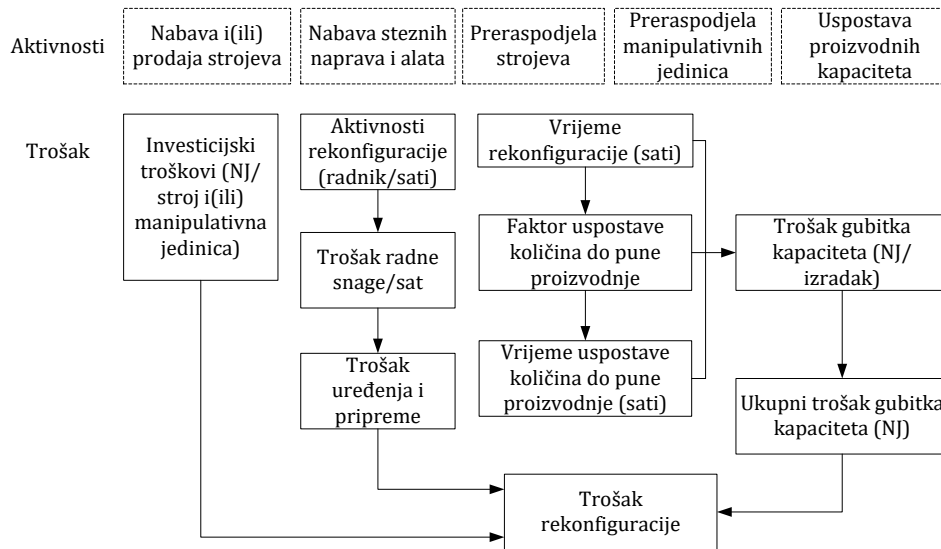 Aktivnosti
Nabava i(ili)
prodaja strojeva
Nabava steznih
naprava i alata
Preraspodjela
strojeva
Preraspodjela
manipulativnih
jedinica
Uspostava
proizvodnih
kapaciteta
Trošak
Investicijski
troškovi (NJ/
stroj i(ili)
manipulativna
jedinica)
Aktivnosti
rekonfiguracije
(radnik/sati)
Trošak radne
snage/sat
Trošak
uređenja i
pripreme
Vrijeme
rekonfiguracije (sati)
Faktor uspostave
količina do pune
proizvodnje
Vrijeme uspostave
količina do pune
proizvodnje (sati)
Trošak gubitka
kapaciteta (NJ/
izradak)
Ukupni trošak gubitka
kapaciteta (NJ)
Trošak
rekonfiguracije